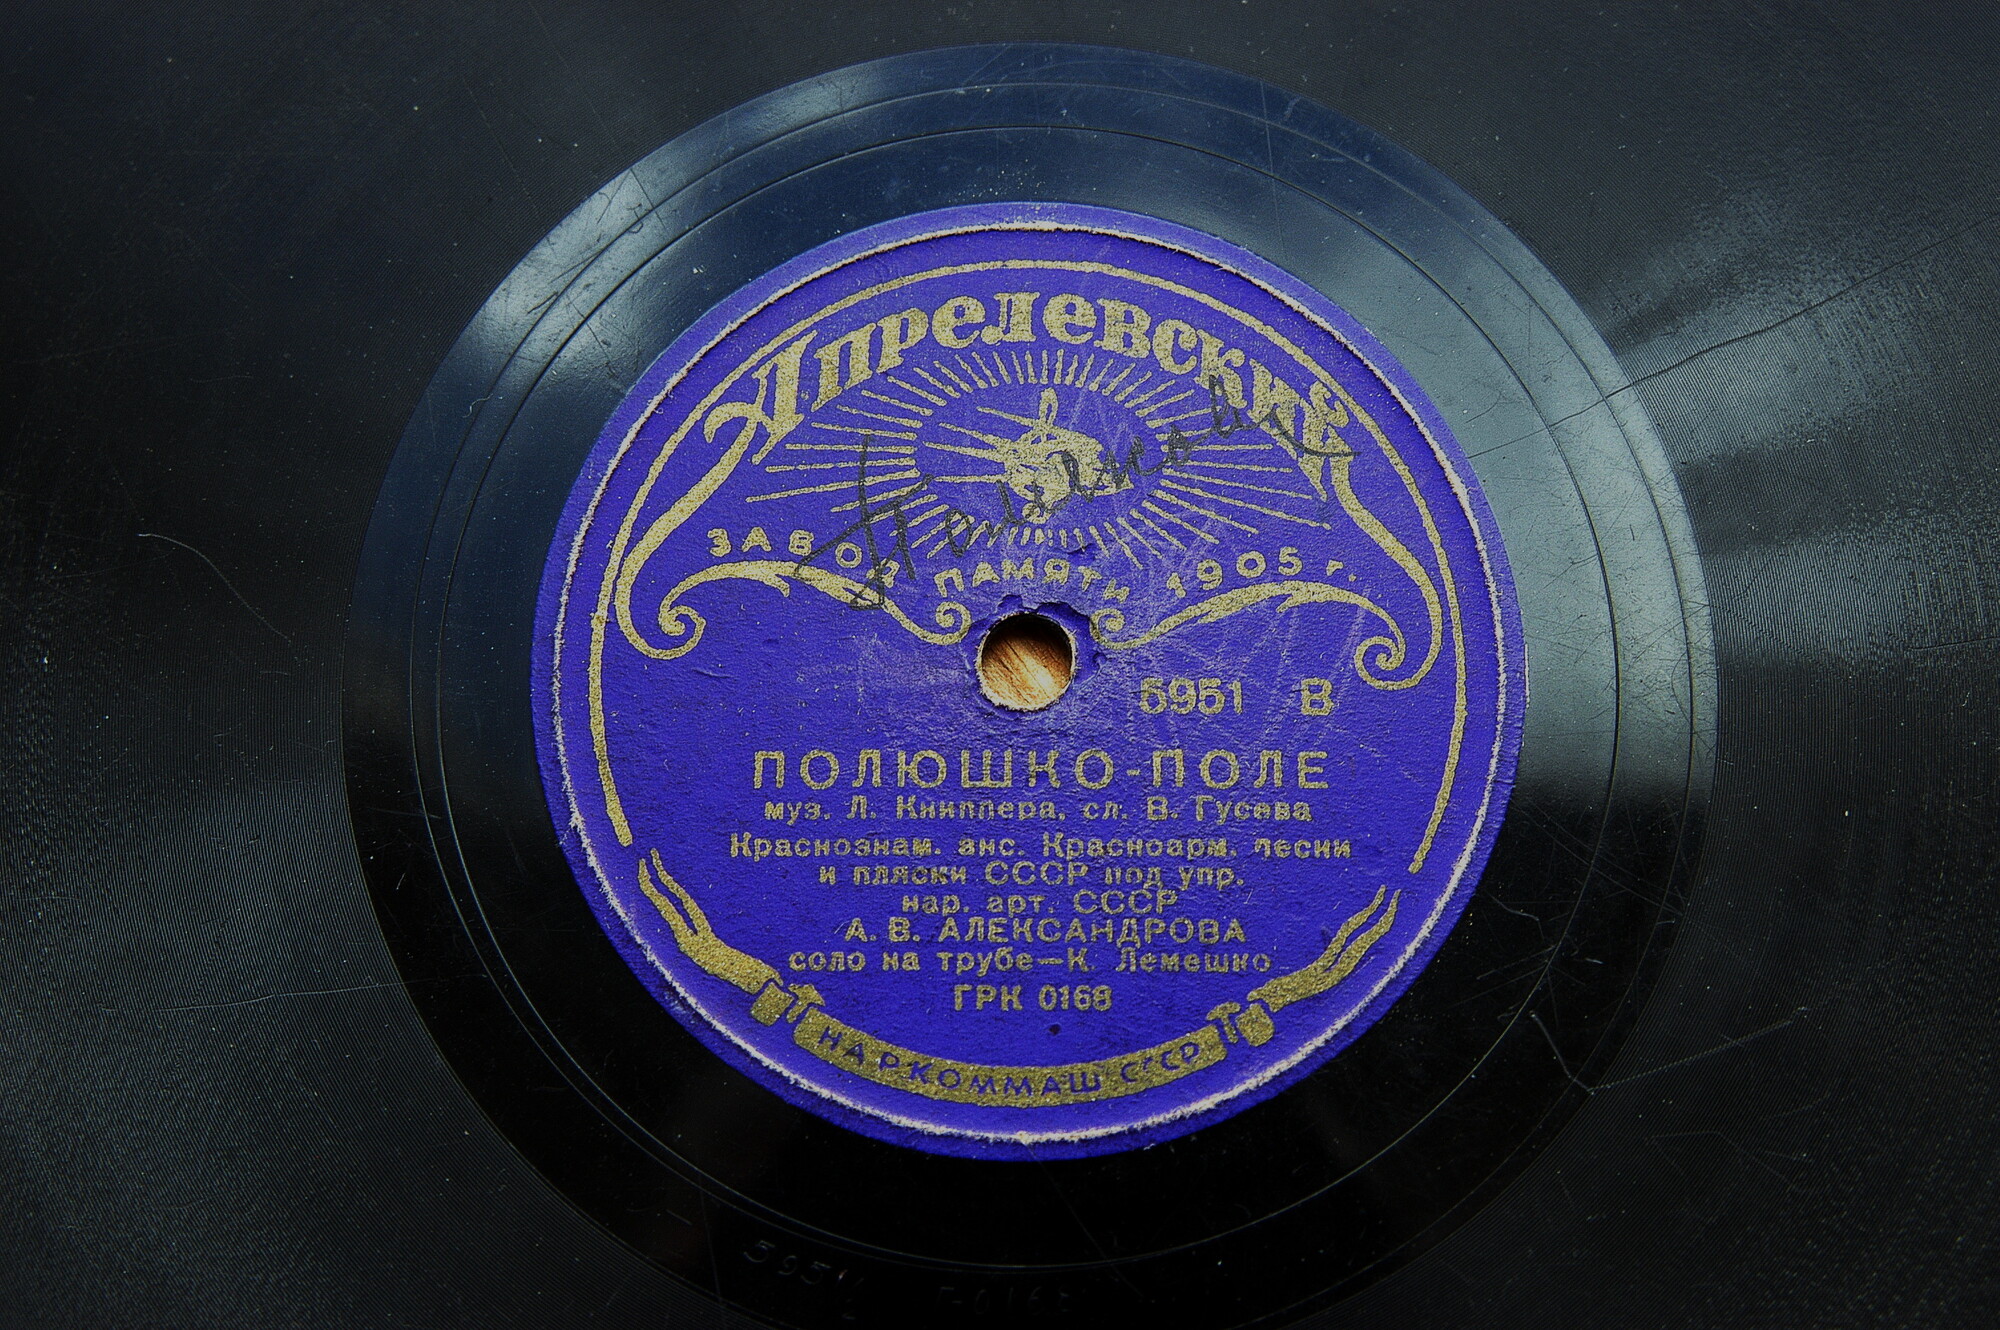 Апрелевский
ЗАВОД ПАМЯТИ 1905 г.
5951 В
ПОЛЮШКО-ПОЛЕ
муз. Л. Книппера, сл. В. Гусева
Краснознам. анс. Красноарм. песни
и пляски СССР под упр.
нар. арт. СССР
А. В. АЛЕКСАНДРОВА
соло на трубе—К. Лемешко
ГРК 0168
НАРКОММАШ СССР